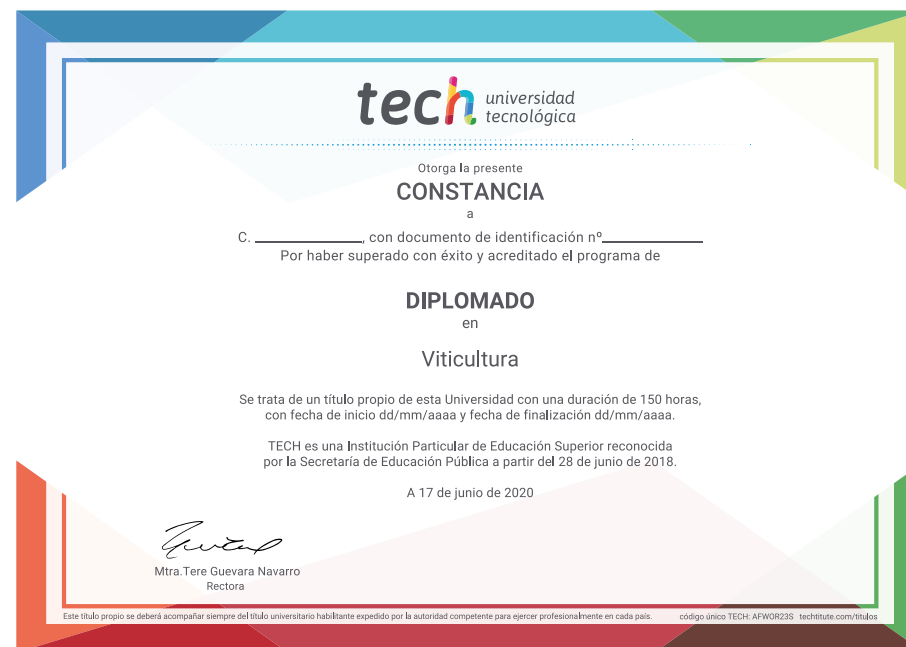 tech universidad
tecnológica
Otorga la presente
CONSTANCIA
a
C. ____________, con documento de identificación nº____________
Por haber superado con éxito y acreditado el programa de
DIPLOMADO
en
Viticultura
Se trata de un título propio de esta Universidad con una duración de 150 horas,
con fecha de inicio dd/mm/aaaa y fecha de finalización dd/mm/aaaa.
TECH es una Institución Particular de Educación Superior reconocida
por la Secretaría de Educación Pública a partir del 28 de junio de 2018.
A 17 de junio de 2020
Mtra.Tere Guevara Navarro
Rectora
Este título propio se deberá acompañar siempre del título universitario habilitante expedido por la autoridad competente para ejercer profesionalmente en cada país. código único TECH: AFWOR23S techtitute.com/titulos